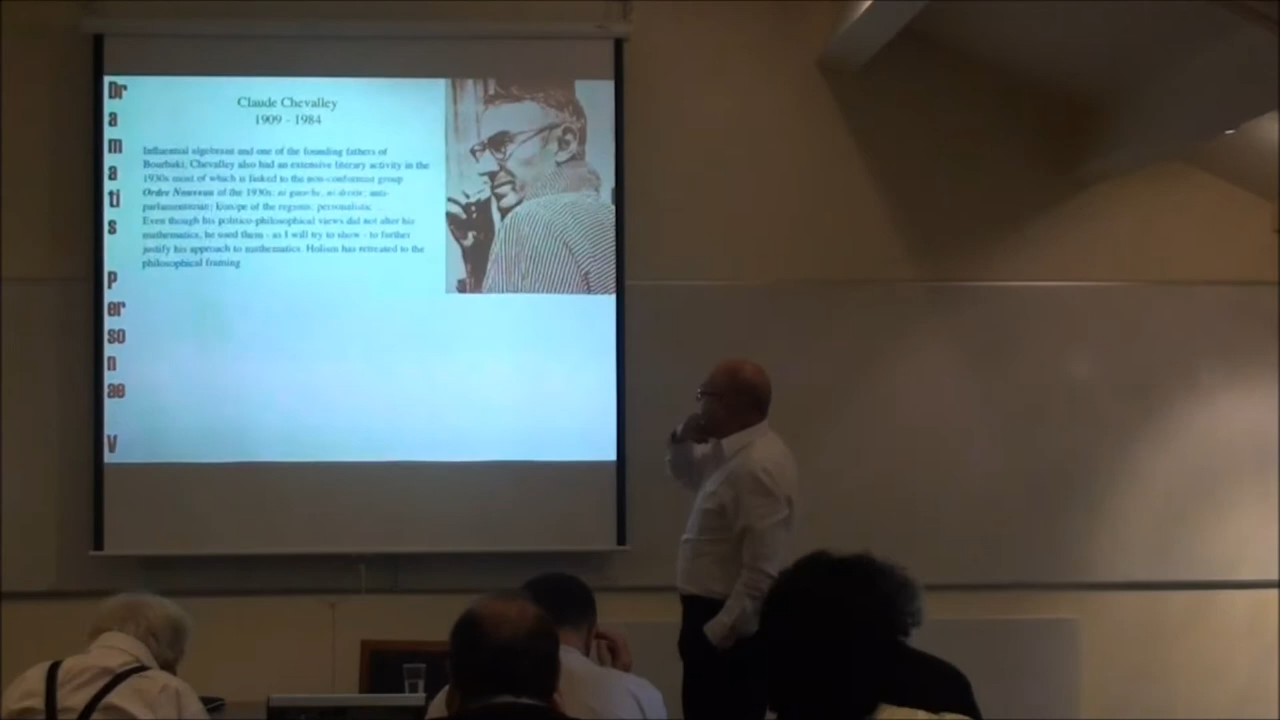 Dr
a
m
a
ti
s
P
er
so
n
ae
V
Claude Chevalley
1909 - 1984
Influential algebraist and one of the founding fathers of
Bourbaki, Chevalley also had an extensive literary activity in the
1930s most of which is linked to the non-conformist group
Ordre Nouveau of the 1930s: ni gauche, ni droite; anti-
parlamentariste; Europe of the regions; personalistic
Even though his politico-philosophical views did not alter his
mathematics, he used them - as I will try to show - to further
justify his approach to mathematics. Holism has retreated to the
philosophical framing